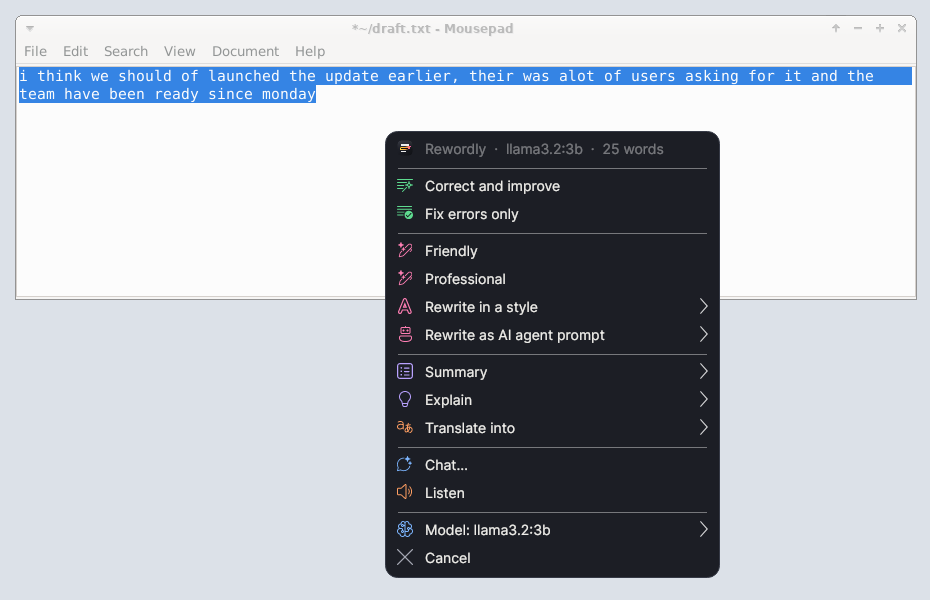 *~/draft.txt - Mousepad
File Edit Search View Document Help
i think we should of launched the update earlier, their was alot of users asking for it and the
team have been ready since monday
Rewordly · llama3.2:3b · 25 words
Correct and improve
Fix errors only
Friendly
Professional
Rewrite in a style
Rewrite as AI agent prompt
Summary
Explain
Translate into
Chat...
Listen
Model: llama3.2:3b
Cancel